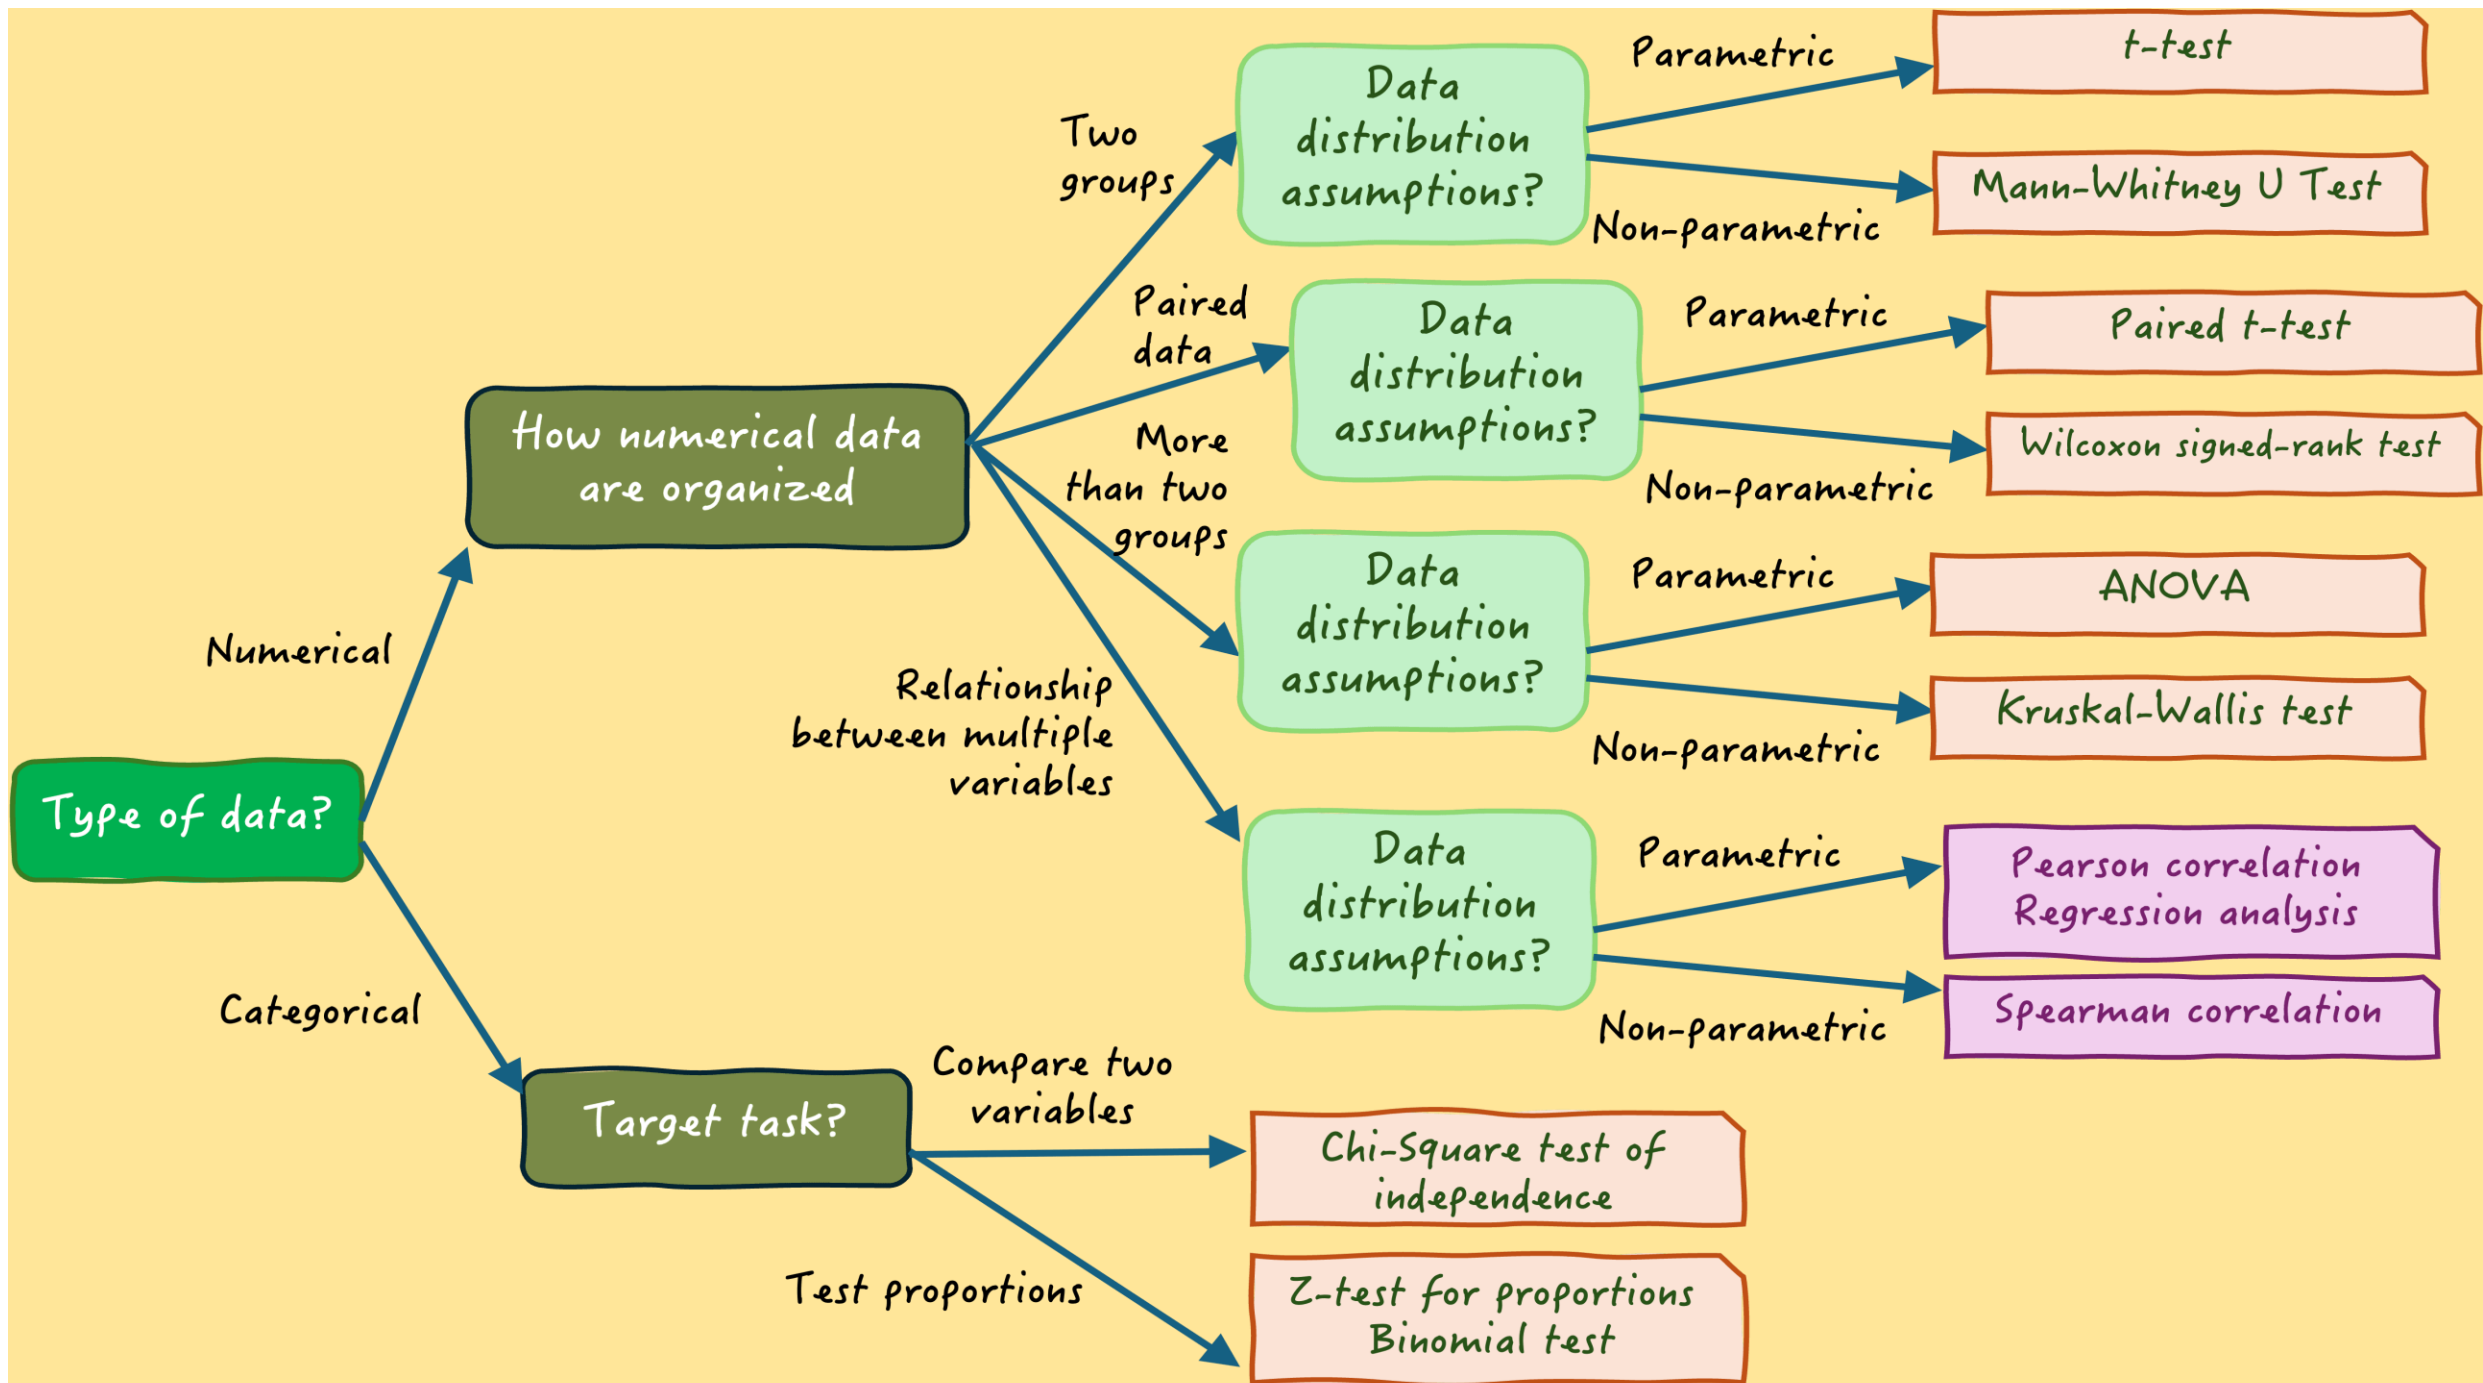 Type of data?
Numerical
Categorical
How numerical data
are organized
Two
groups
Paired
data
More
than two
groups
Relationship
between multiple
variables
Data
distribution
assumptions?
Parametric
t-test
Non-parametric
Mann-Whitney U Test
Data
distribution
assumptions?
Parametric
Paired t-test
Non-parametric
Wilcoxon signed-rank test
Data
distribution
assumptions?
Parametric
ANOVA
Non-parametric
Kruskal-Wallis test
Data
distribution
assumptions?
Parametric
Pearson correlation
Regression analysis
Non-parametric
Spearman correlation
Target task?
Compare two
variables
Chi-Square test of
independence
Test proportions
Z-test for proportions
Binomial test